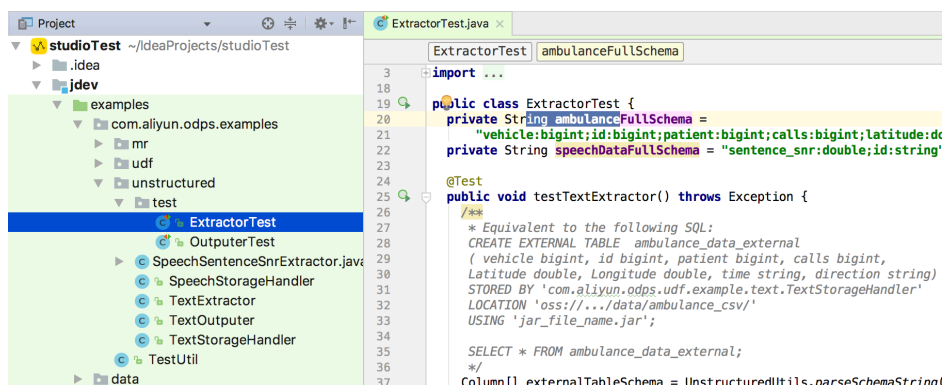 Project
studioTest ~/IdeaProjects/studioTest
.idea
jdev
examples
com.aliyun.odps.examples
mr
udf
unstructured
test
ExtractorTest
OutputerTest
SpeechSentenceSnrExtractor.java
SpeechStorageHandler
TextExtractor
TextOutputer
TextStorageHandler
TestUtil
data
ExtractorTest.java
ExtractorTest ambulanceFullSchema
3 import ...
18
19 public class ExtractorTest {
20 private String ambulanceFullSchema =
21 "vehicle:bigint;id:bigint;patient:bigint;calls:bigint;latitude:do
22 private String speechDataFullSchema = "sentence_snr:double;id:string"
23
24 @Test
25 public void testTextExtractor() throws Exception {
26 /**
27 * Equivalent to the following SQL:
28 CREATE EXTERNAL TABLE ambulance_data_external
29 ( vehicle bigint, id bigint, patient bigint, calls bigint,
30 Latitude double, Longitude double, time string, direction string)
31 STORED BY 'com.aliyun.odps.udf.example.text.TextStorageHandler'
32 LOCATION 'oss://.../data/ambulance_csv/'
33 USING 'jar_file_name.jar';
34
35 SELECT * FROM ambulance_data_external;
36 */
37 Column[] externalTableSchema = UnstructuredUtils.parseSchemaString(